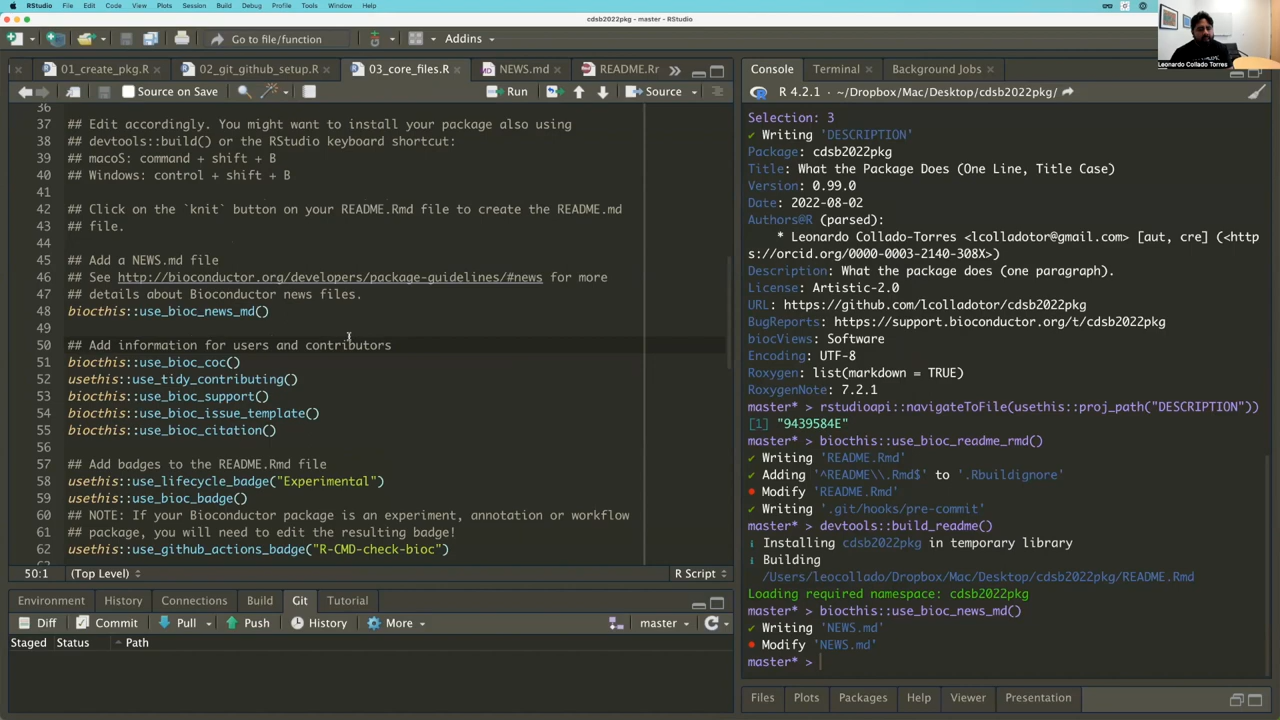 RStudio File Edit Code View Plots Session Build Debug Profile Tools Window Help
cdsb2022pkg - master - RStudio
Go to file/function
Addins
01_create_pkg.R
02_git_github_setup.R
03_core_files.R
README.Rr
Source on Save
Run
Source
36
37 ## Edit accordingly. You might want to install your package also using
38 ## devtools::build() or the RStudio keyboard shortcut:
39 ## macoS: command + shift + B
40 ## Windows: control + shift + B
41
42 ## Click on the `knit` button on your README.Rmd file to create the README.md
43 ## file.
44
45 ## Add a NEWS.md file
46 ## See http://bioconductor.org/developers/package-guidelines/#news for more
47 ## details about Bioconductor news files.
48 biocthis::use_bioc_news_md()
49
50 ## Add information for users and contributors
51 biocthis::use_bioc_coc()
52 usethis::use_tidy_contributing()
53 biocthis::use_bioc_support()
54 biocthis::use_bioc_issue_template()
55 biocthis::use_bioc_citation()
56
57 ## Add badges to the README.Rmd file
58 usethis::use_lifecycle_badge("Experimental")
59 usethis::use_bioc_badge()
60 ## NOTE: If your Bioconductor package is an experiment, annotation or workflow
61 ## package, you will need to edit the resulting badge!
62 usethis::use_github_actions_badge("R-CMD-check-bioc")
50:1 (Top Level) R Script
Environment History Connections Build Git Tutorial
Diff Commit Pull Push History More master
Staged Status Path
Leonardo Collado Torres
Console Terminal Background Jobs
R 4.2.1 · ~/Dropbox/Mac/Desktop/cdsb2022pkg/
Selection: 3
✔ Writing 'DESCRIPTION'
Package: cdsb2022pkg
Title: What the Package Does (One Line, Title Case)
Version: 0.99.0
Date: 2022-08-02
Authors@R (parsed):
* Leonardo Collado-Torres <lcolladotor@gmail.com> [aut, cre] (<http
s://orcid.org/0000-0003-2140-308X>)
Description: What the package does (one paragraph).
License: Artistic-2.0
URL: https://github.com/lcolladotor/cdsb2022pkg
BugReports: https://support.bioconductor.org/t/cdsb2022pkg
biocViews: Software
Encoding: UTF-8
Roxygen: list(markdown = TRUE)
RoxygenNote: 7.2.1
master* > rstudioapi::navigateToFile(usethis::proj_path("DESCRIPTION"))
[1] "9439584E"
master* > biocthis::use_bioc_readme_rmd()
✔ Writing 'README.Rmd'
✔ Adding '^README\\.Rmd$' to '.Rbuildignore'
• Modify 'README.Rmd'
✔ Writing '.git/hooks/pre-commit'
master* > devtools::build_readme()
ℹ Installing cdsb2022pkg in temporary library
ℹ Building
/Users/leocollado/Dropbox/Mac/Desktop/cdsb2022pkg/README.Rmd
Loading required namespace: cdsb2022pkg
master* > biocthis::use_bioc_news_md()
✔ Writing 'NEWS.md'
• Modify 'NEWS.md'
master* >
Files Plots Packages Help Viewer Presentation